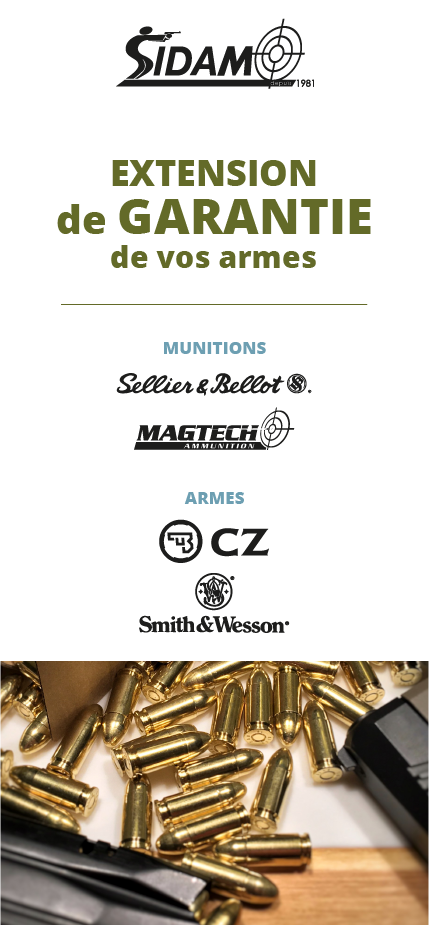 SIDAM
depuis 1981
EXTENSION
de GARANTIE
de vos armes
MUNITIONS
Sellier & Bellot
MAGTECH
AMMUNITION
ARMES
CZ
Smith & Wesson